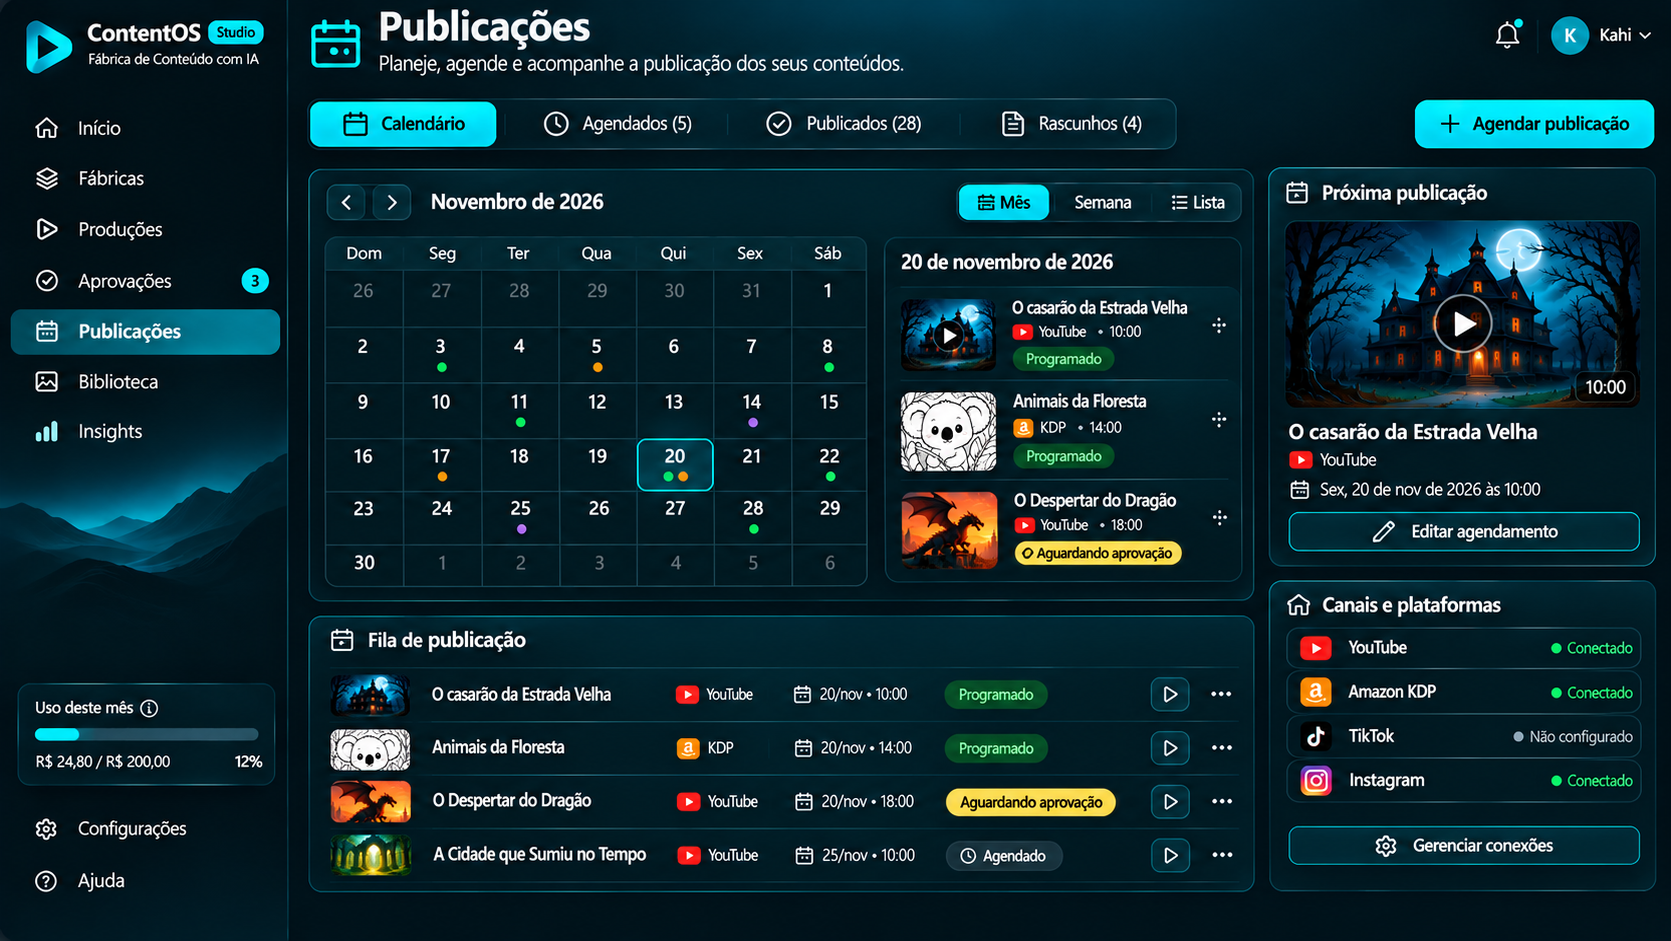 ContentOS Studio
Fábrica de Conteúdo com IA
Início
Fábricas
Produções
Aprovações 3
Publicações
Biblioteca
Insights
Uso deste mês
R$ 24,80 / R$ 200,00 12%
Configurações
Ajuda
Publicações
Planeje, agende e acompanhe a publicação dos seus conteúdos.
K Kahi
Calendário Agendados (5) Publicados (28) Rascunhos (4)
+ Agendar publicação
Novembro de 2026
Mês Semana Lista
Dom Seg Ter Qua Qui Sex Sáb
26 27 28 29 30 31 1
2 3 4 5 6 7 8
9 10 11 12 13 14 15
16 17 18 19 20 21 22
23 24 25 26 27 28 29
30 1 2 3 4 5 6
20 de novembro de 2026
O casarão da Estrada Velha
YouTube • 10:00
Programado
Animais da Floresta
a KDP • 14:00
Programado
O Despertar do Dragão
YouTube • 18:00
Aguardando aprovação
Próxima publicação
10:00
O casarão da Estrada Velha
YouTube
Sex, 20 de nov de 2026 às 10:00
Editar agendamento
Fila de publicação
O casarão da Estrada Velha YouTube 20/nov • 10:00 Programado
Animais da Floresta a KDP 20/nov • 14:00 Programado
O Despertar do Dragão YouTube 20/nov • 18:00 Aguardando aprovação
A Cidade que Sumiu no Tempo YouTube 25/nov • 10:00 Agendado
Canais e plataformas
YouTube Conectado
a Amazon KDP Conectado
TikTok Não configurado
Instagram Conectado
Gerenciar conexões